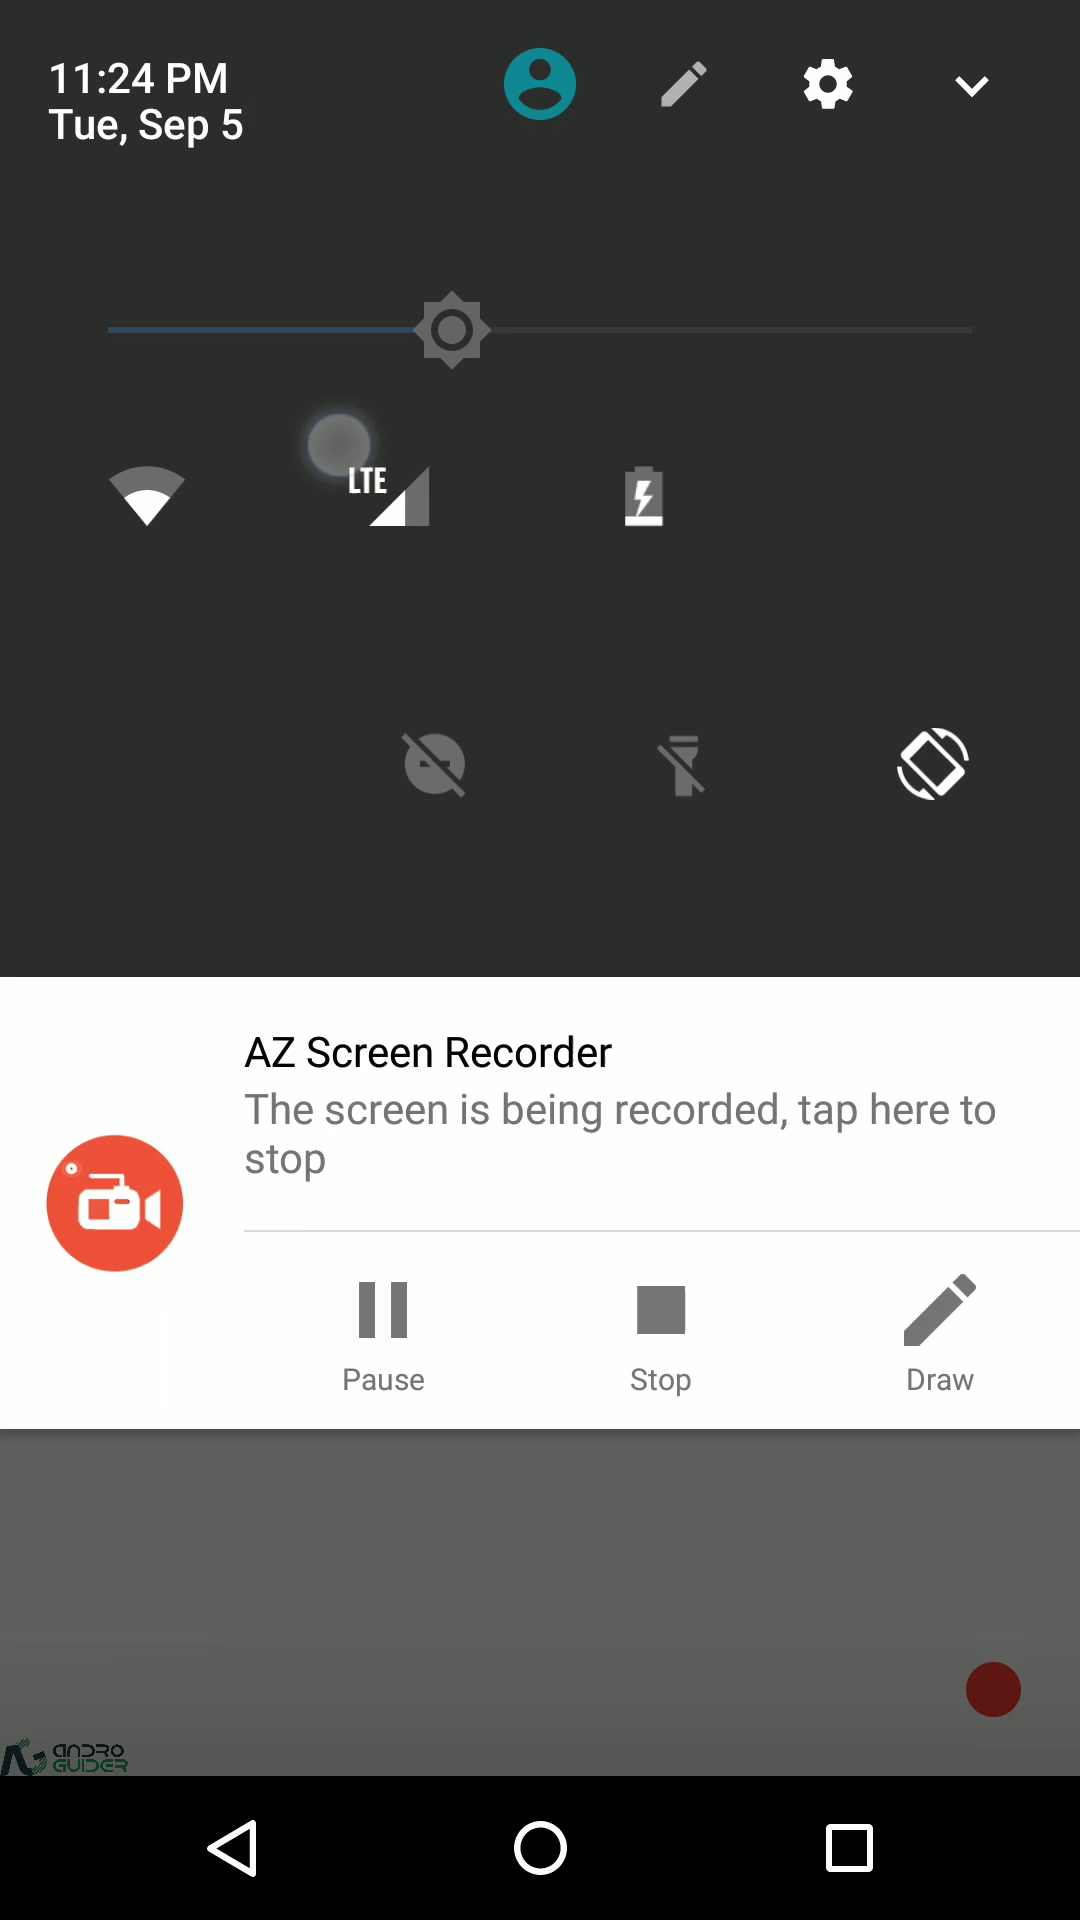 11:24 PM
Tue, Sep 5
LTE
AZ Screen Recorder
The screen is being recorded, tap here to
stop
Pause
Stop
Draw
ANDRO
GUIDER